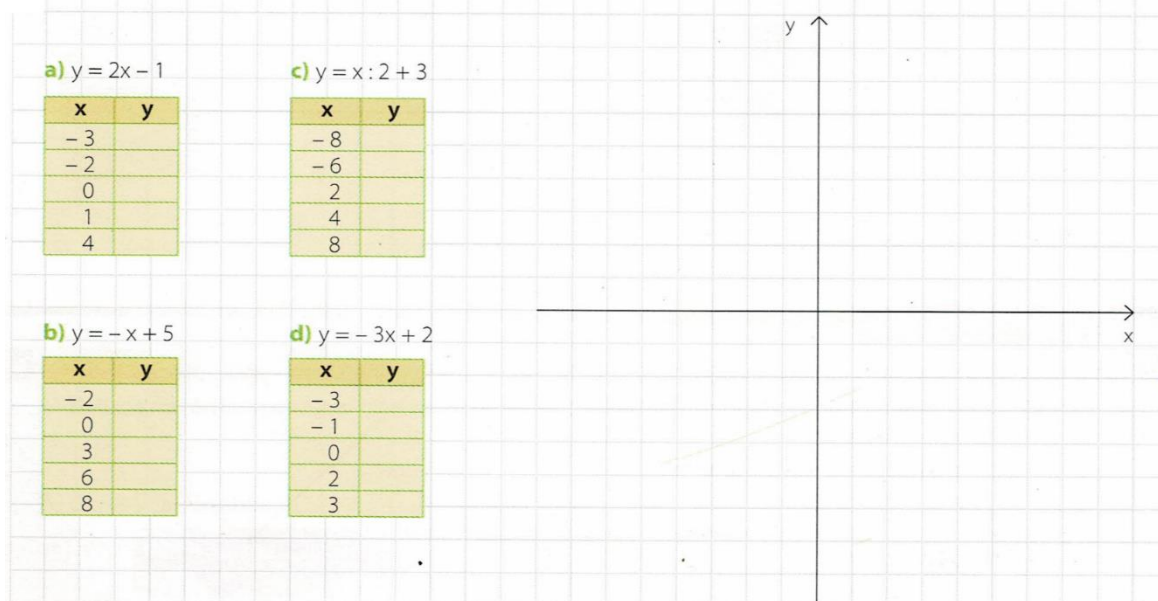 a) y = 2x – 1
x y
– 3
– 2
0
1
4
b) y = – x + 5
x y
– 2
0
3
6
8
c) y = x : 2 + 3
x y
– 8
– 6
2
4
8
d) y = – 3x + 2
x y
– 3
– 1
0
2
3
y
x